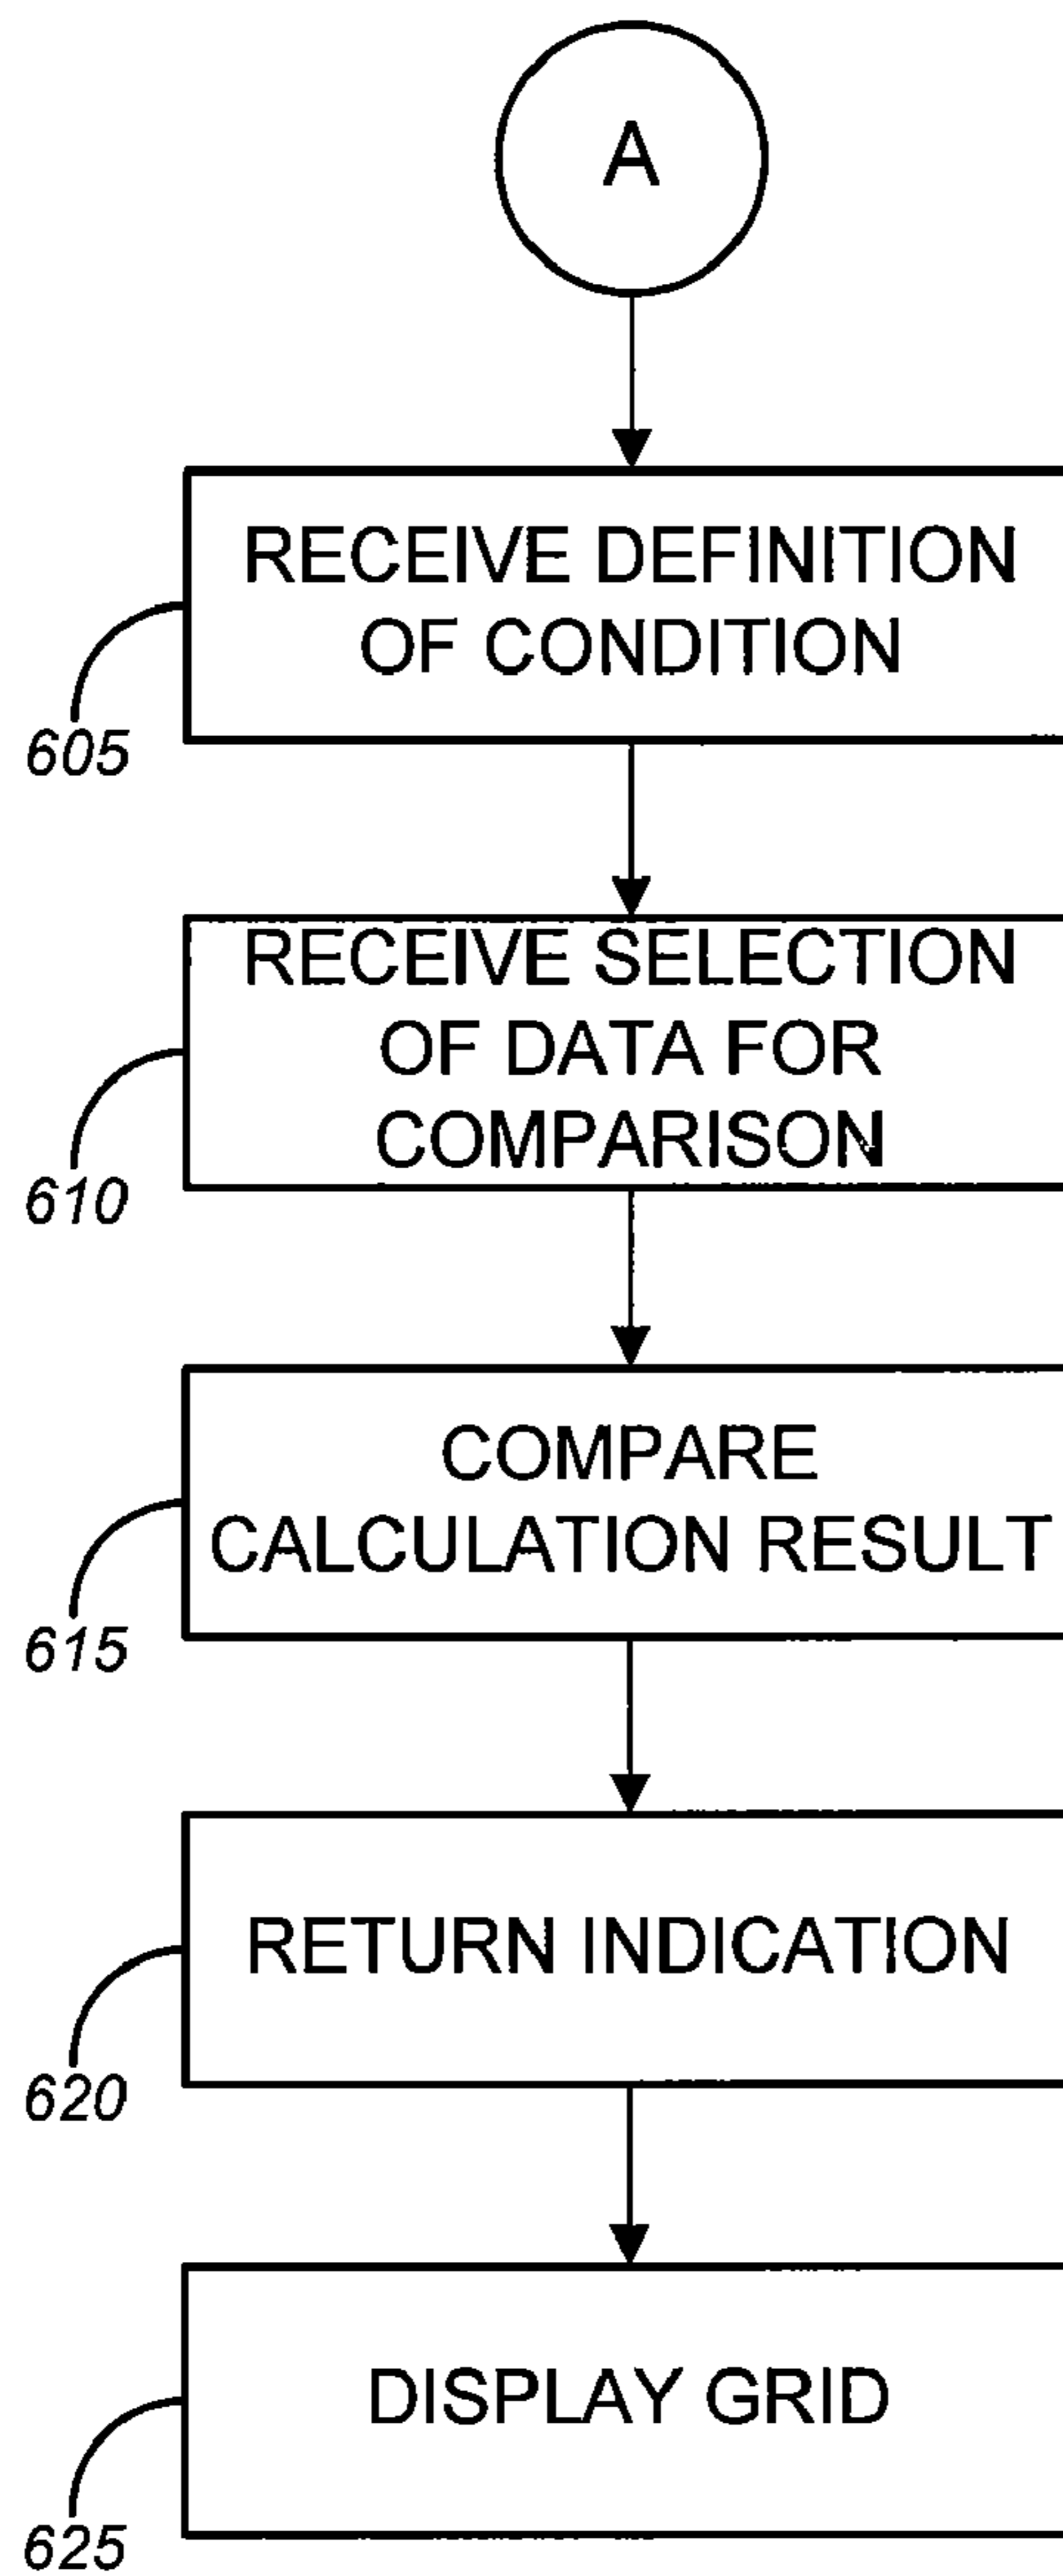 A
RECEIVE DEFINITION
OF CONDITION
605
RECEIVE SELECTION
OF DATA FOR
COMPARISON
610
COMPARE
CALCULATION RESULT
615
RETURN INDICATION
620
DISPLAY GRID
625